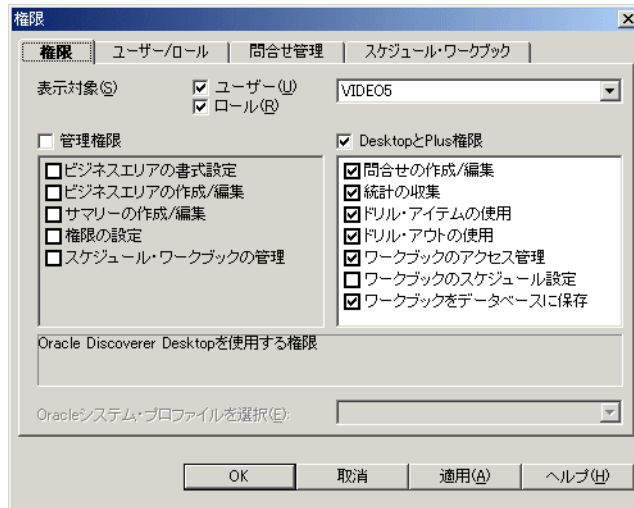 権限
権限 ユーザー/ロール 問合せ管理 スケジュール・ワークブック
表示対象(S) ユーザー(U) VIDEO5
ロール(R)
管理権限 DesktopとPlus権限
ビジネスエリアの書式設定 問合せの作成/編集
ビジネスエリアの作成/編集 統計の収集
サマリーの作成/編集 ドリル・アイテムの使用
権限の設定 ドリル・アウトの使用
スケジュール・ワークブックの管理 ワークブックのアクセス管理
ワークブックのスケジュール設定
ワークブックをデータベースに保存
Oracle Discoverer Desktopを使用する権限
Oracleシステム・プロファイルを選択(E):
OK 取消 適用(A) ヘルプ(H)